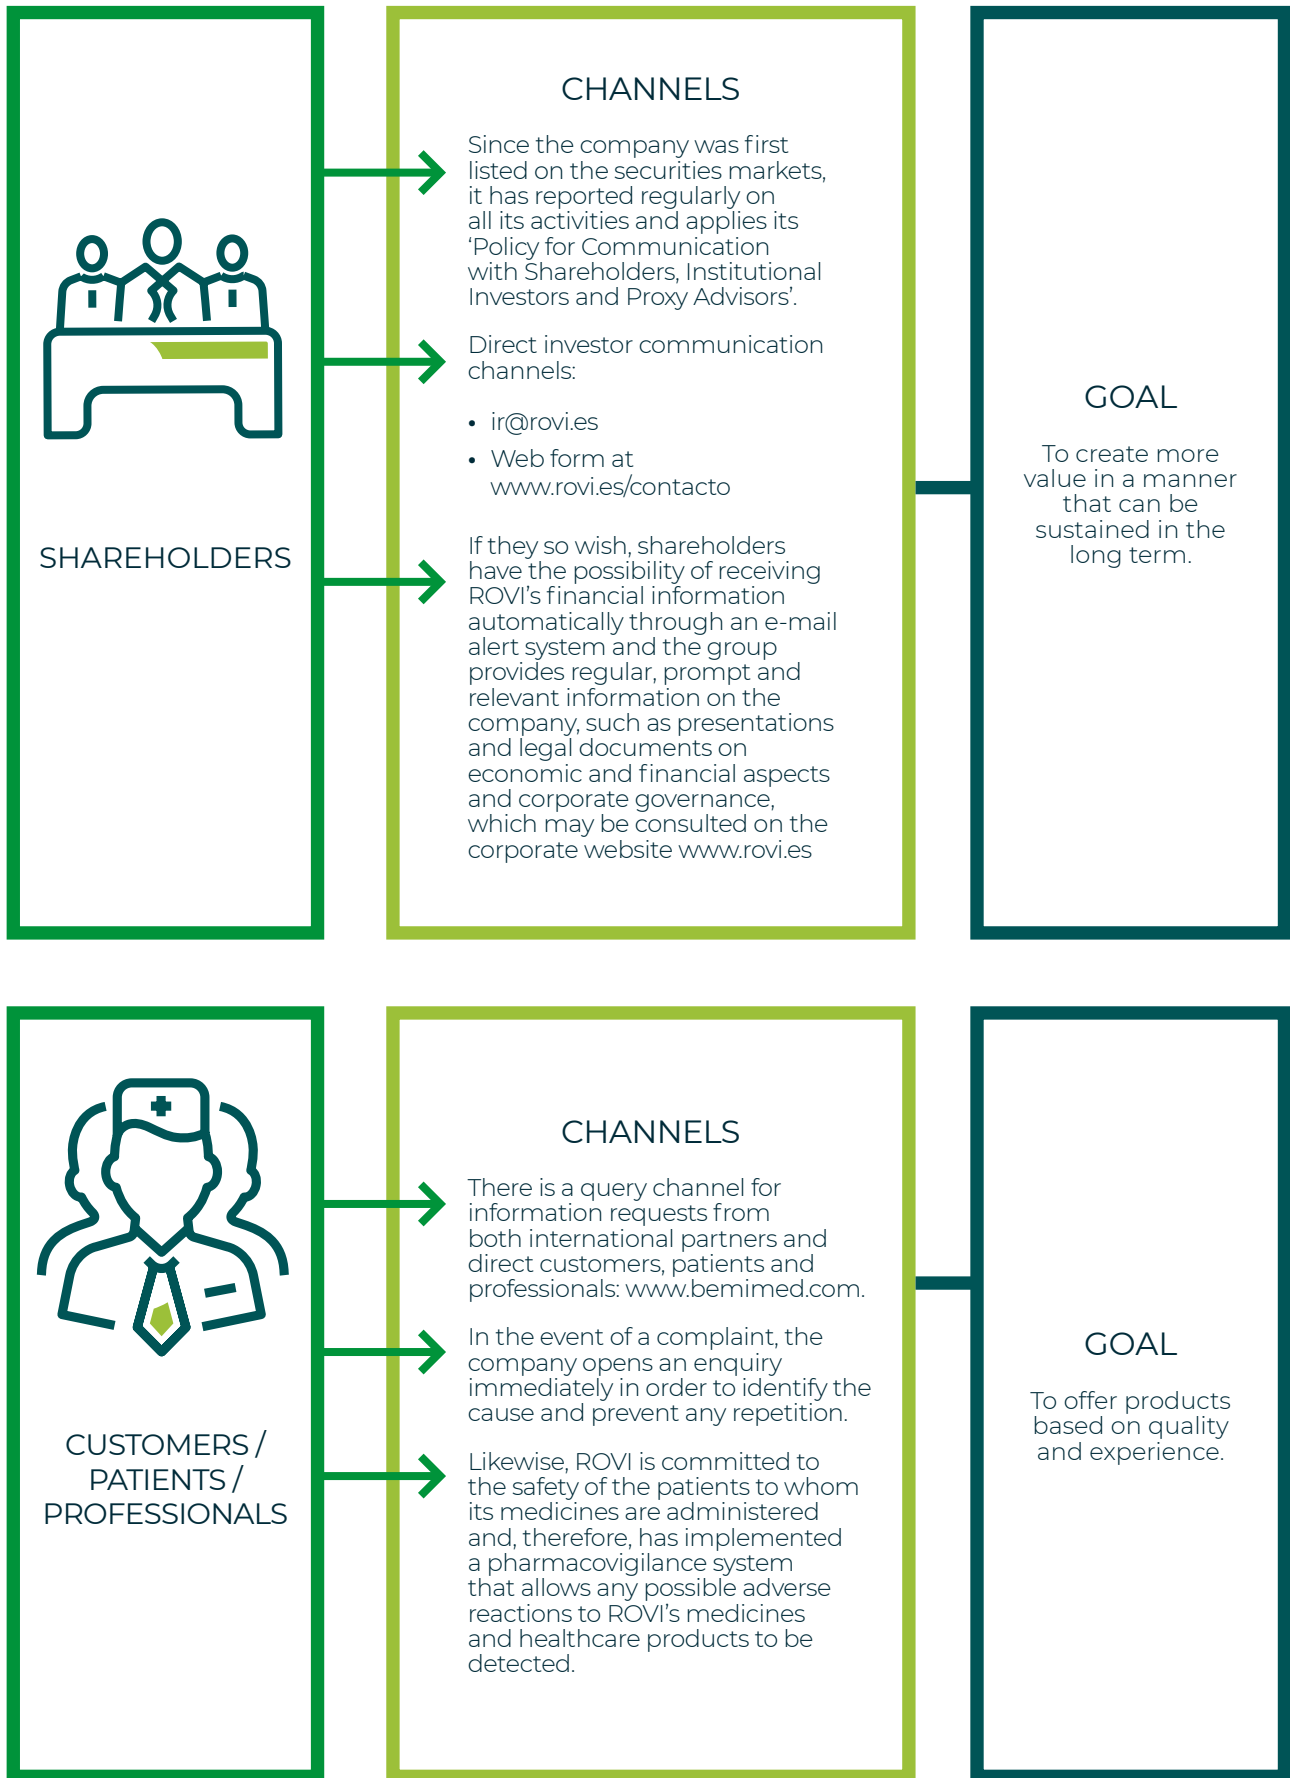 SHAREHOLDERS
CHANNELS
Since the company was first
listed on the securities markets,
it has reported regularly on
all its activities and applies its
‘Policy for Communication
with Shareholders, Institutional
Investors and Proxy Advisors’.
Direct investor communication
channels:
• ir@rovi.es
• Web form at
www.rovi.es/contacto
If they so wish, shareholders
have the possibility of receiving
ROVI’s financial information
automatically through an e-mail
alert system and the group
provides regular, prompt and
relevant information on the
company, such as presentations
and legal documents on
economic and financial aspects
and corporate governance,
which may be consulted on the
corporate website www.rovi.es
GOAL
To create more
value in a manner
that can be
sustained in the
long term.
CUSTOMERS /
PATIENTS /
PROFESSIONALS
CHANNELS
There is a query channel for
information requests from
both international partners and
direct customers, patients and
professionals: www.bemimed.com.
In the event of a complaint, the
company opens an enquiry
immediately in order to identify the
cause and prevent any repetition.
Likewise, ROVI is committed to
the safety of the patients to whom
its medicines are administered
and, therefore, has implemented
a pharmacovigilance system
that allows any possible adverse
reactions to ROVI’s medicines
and healthcare products to be
detected.
GOAL
To offer products
based on quality
and experience.